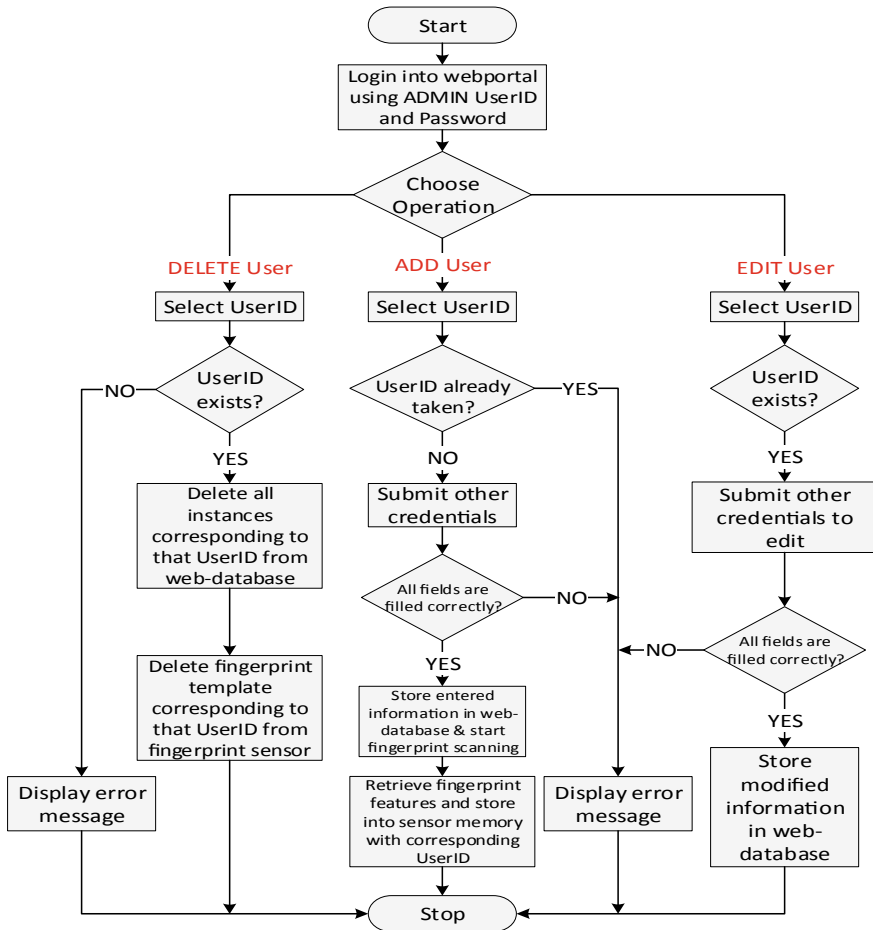 Start
Login into webportal
using ADMIN UserID
and Password
Choose
Operation
DELETE User
ADD User
EDIT User
Select UserID
Select UserID
Select UserID
UserID
exists?
NO
YES
UserID already
taken?
YES
NO
UserID
exists?
YES
Delete all
instances
corresponding to
that UserID from
web-database
Submit other
credentials
Submit other
credentials to
edit
All fields are
filled correctly?
NO
YES
All fields are
filled correctly?
NO
YES
Delete fingerprint
template
corresponding to
that UserID from
fingerprint sensor
Store entered
information in web-
database & start
fingerprint scanning
Display error
message
Retrieve fingerprint
features and store
into sensor memory
with corresponding
UserID
Display error
message
Store
modified
information
in web-
database
Stop